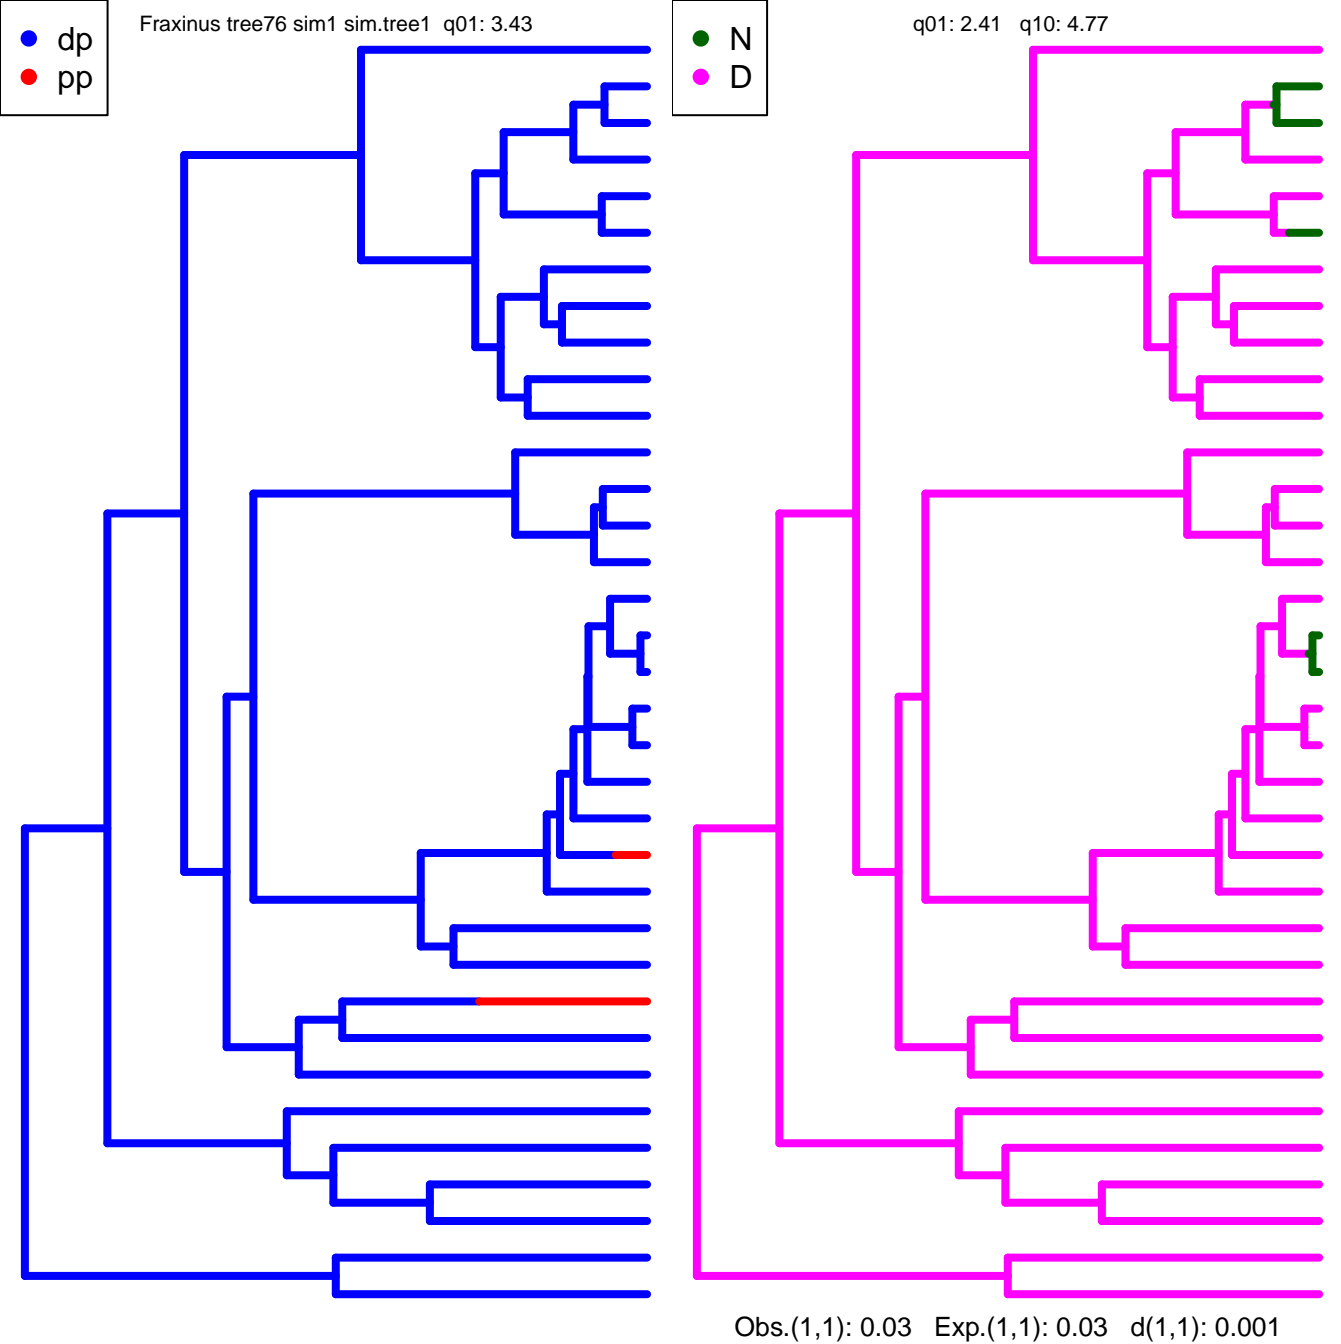 dp
pp
Fraxinus tree76 sim1 sim.tree1  q01: 3.43
N
D
q01: 2.41   q10: 4.77
Obs.(1,1): 0.03   Exp.(1,1): 0.03   d(1,1): 0.001